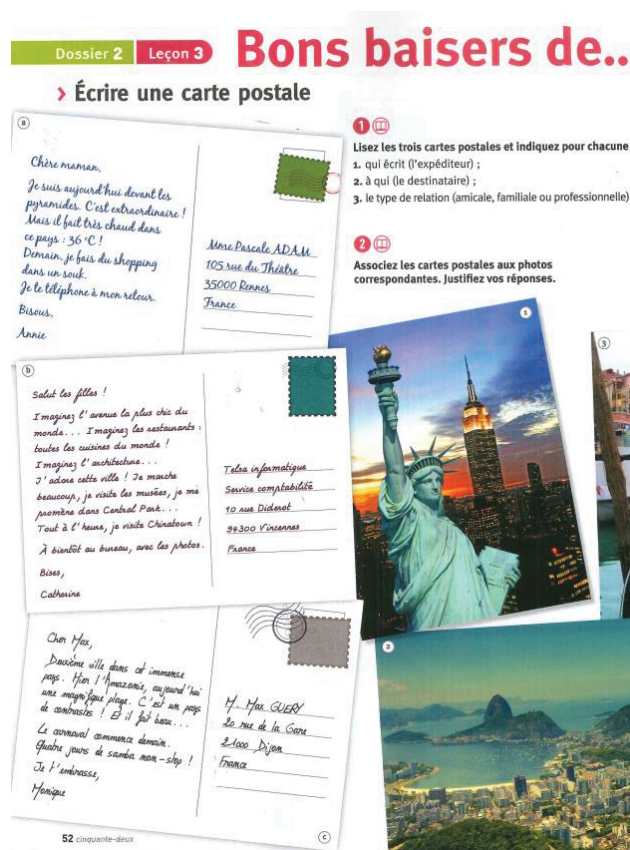 Dossier 2 Leçon 3 Bons baisers de..
› Écrire une carte postale
a
Chère maman,
Je suis aujourd'hui devant les
pyramides. C'est extraordinaire !
Mais il fait très chaud dans
ce pays : 36 °C !
Demain, je fais du shopping
dans un souk.
Je te téléphone à mon retour.
Bisous,
Annie
Mme Pascale ADAM
105 rue du Théâtre
35000 Rennes
France
1
Lisez les trois cartes postales et indiquez pour chacune
1. qui écrit (l'expéditeur) ;
2. à qui (le destinataire) ;
3. le type de relation (amicale, familiale ou professionnelle)
2
Associez les cartes postales aux photos
correspondantes. Justifiez vos réponses.
b
Salut les filles !
Imaginez l'avenue la plus chic du
monde... Imaginez les restaurants :
toutes les cuisines du monde !
Imaginez l'architecture...
J'adore cette ville ! Je marche
beaucoup, je visite les musées, je me
promène dans Central Park...
Tout à l'heure, je visite Chinatown !
À bientôt au bureau, avec les photos.
Bises,
Catherine
Telsa informatique
Service comptabilité
10 rue Diderot
94300 Vincennes
France
1
3
Cher Max,
Deuxième ville dans cet immense
pays. Hier l'Amazonie, aujourd'hui
une magnifique plage. C'est un pays
de contrastes ! Et il fait beau...
Le carnaval commence demain.
Quatre jours de samba non-stop !
Je t'embrasse,
Monique
M. Max GUERY
20 rue de la Gare
21000 Dijon
France
c
2
52 cinquante-deux